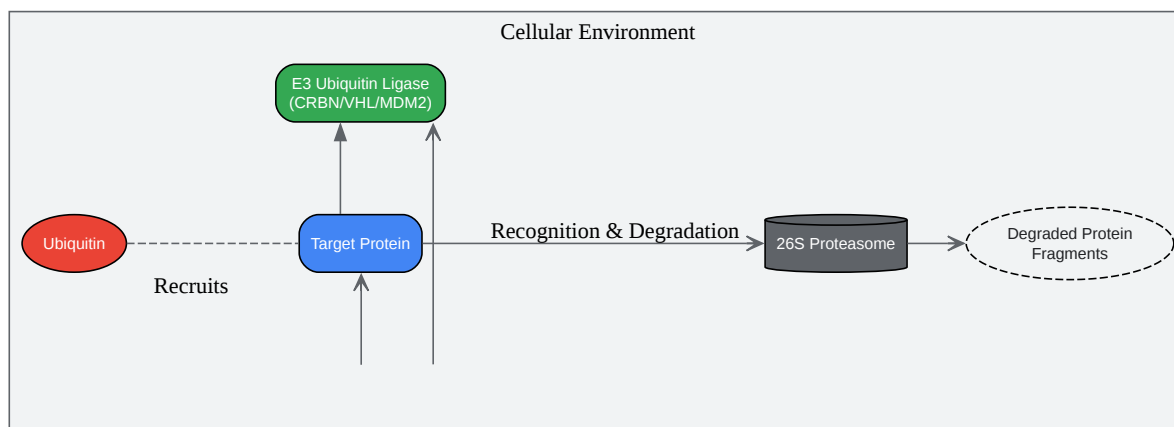 Cellular Environment
E3 Ubiquitin Ligase
(CRBN/VHL/MDM2)
Ubiquitin
Target Protein
Recognition & Degradation
26S Proteasome
Degraded Protein
Fragments
Recruits